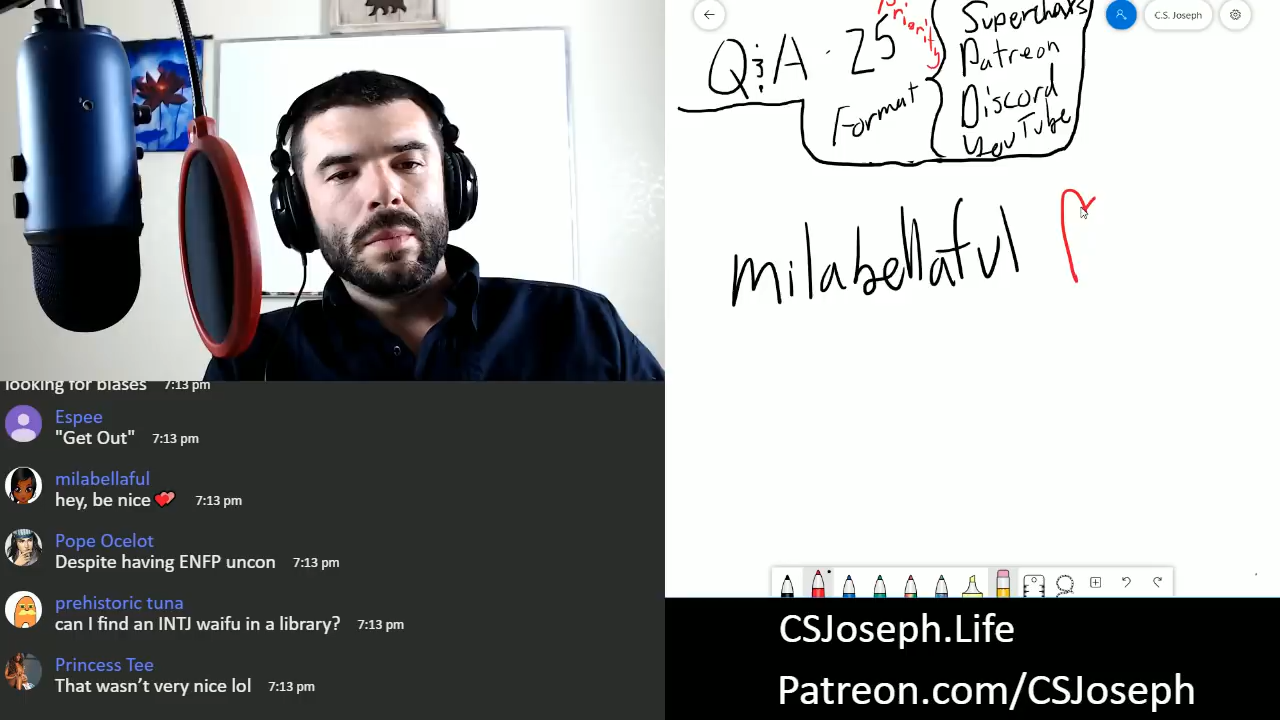 looking for biases 7:13 pm
Espee
"Get Out" 7:13 pm
milabellaful
hey, be nice 7:13 pm
Pope Ocelot
Despite having ENFP uncon 7:13 pm
prehistoric tuna
can I find an INTJ waifu in a library? 7:13 pm
Princess Tee
That wasn’t very nice lol 7:13 pm
C.S. Joseph
Q & A · 25
Priority
Format
Superchats
Patreon
Discord
YouTube
milabellaful
CSJoseph.Life
Patreon.com/CSJoseph